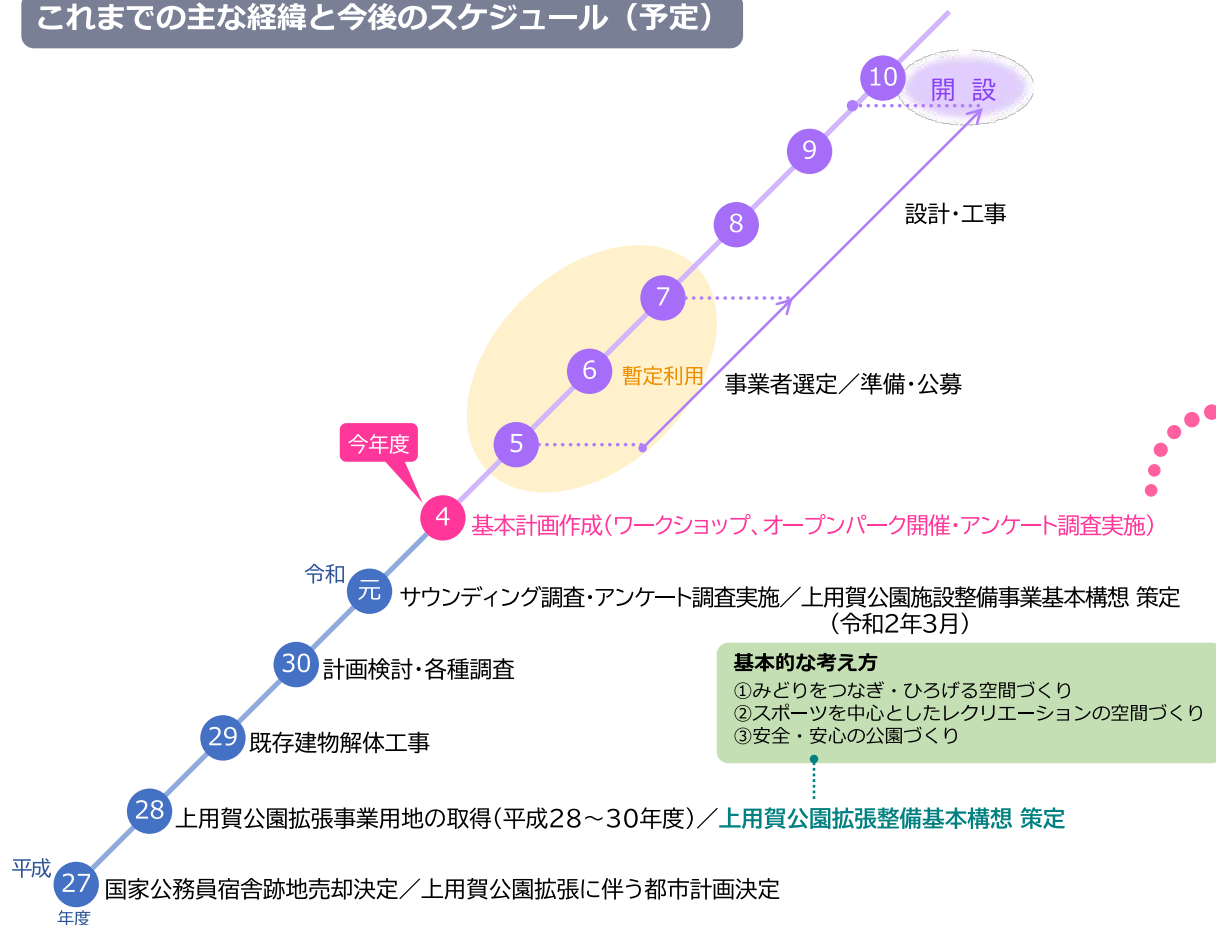 これまでの主な経緯と今後のスケジュール（予定）
10
開 設
9
8
設計・工事
7
6
暫定利用
事業者選定／準備・公募
5
今年度
4
基本計画作成（ワークショップ、オープンパーク開催・アンケート調査実施）
令和
元
サウンディング調査・アンケート調査実施／上用賀公園施設整備事業基本構想 策定
（令和2年3月）
30
計画検討・各種調査
基本的な考え方
①みどりをつなぎ・ひろげる空間づくり
②スポーツを中心としたレクリエーションの空間づくり
③安全・安心の公園づくり
29
既存建物解体工事
28
上用賀公園拡張事業用地の取得（平成28～30年度）／上用賀公園拡張整備基本構想 策定
平成
27
国家公務員宿舎跡地売却決定／上用賀公園拡張に伴う都市計画決定
年度